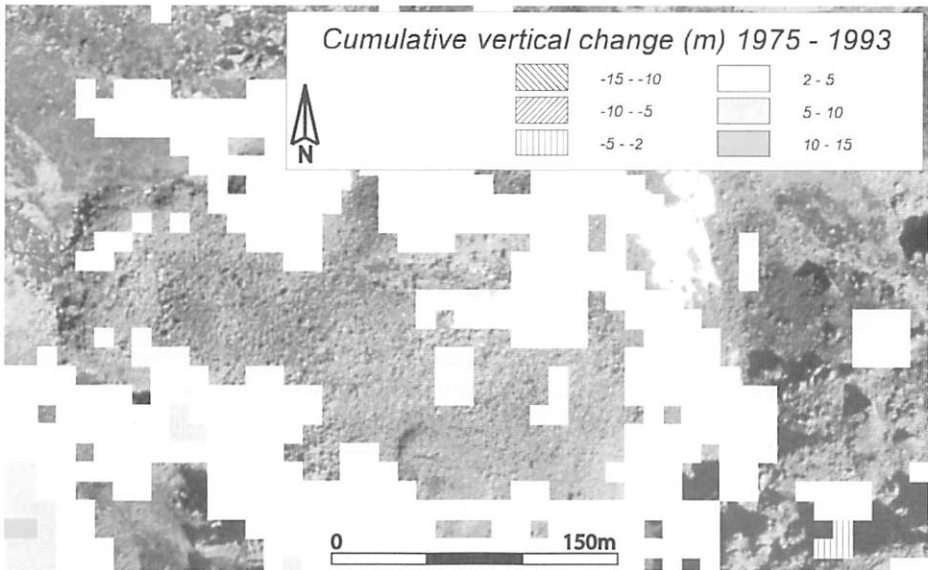 Cumulative vertical change (m) 1975 - 1993
-15 - -10 2 - 5
-10 - -5 5 - 10
-5 - -2 10 - 15
N
0 150m